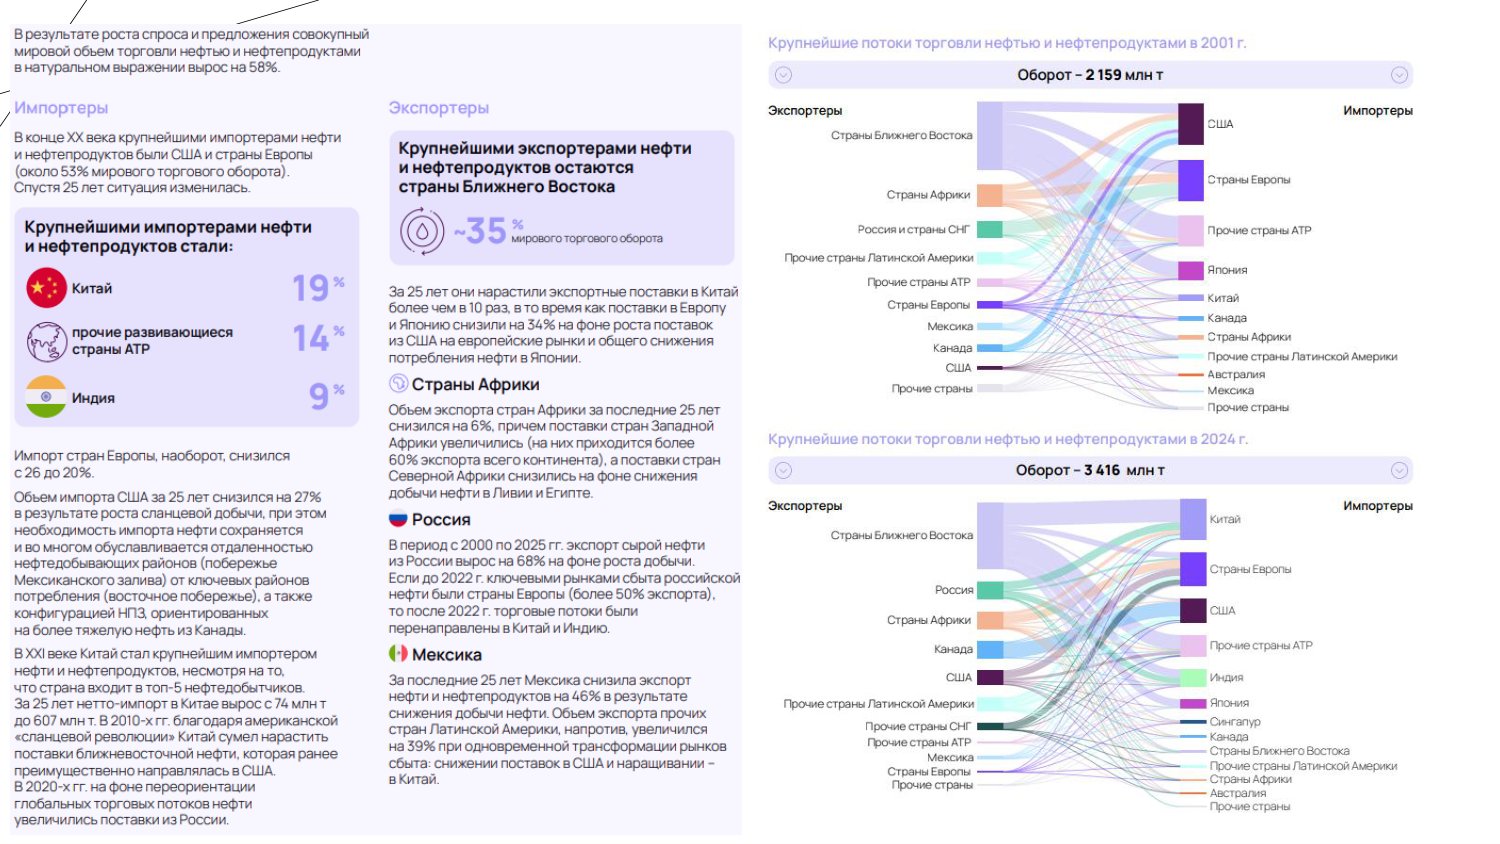 В результате роста спроса и предложения совокупный
мировой объем торговли нефтью и нефтепродуктами
в натуральном выражении вырос на 58%.
Импортеры
В конце XX века крупнейшими импортерами нефти
и нефтепродуктов были США и страны Европы
(около 53% мирового торгового оборота).
Спустя 25 лет ситуация изменилась.
Крупнейшими импортерами нефти
и нефтепродуктов стали:
Китай 19%
прочие развивающиеся
страны АТР 14%
Индия 9%
Импорт стран Европы, наоборот, снизился
с 26 до 20%.
Объем импорта США за 25 лет снизился на 27%
в результате роста сланцевой добычи, при этом
необходимость импорта нефти сохраняется
и во многом обуславливается отдаленностью
нефтедобывающих районов (побережье
Мексиканского залива) от ключевых районов
потребления (восточное побережье), а также
конфигурацией НПЗ, ориентированных
на более тяжелую нефть из Канады.
В XXI веке Китай стал крупнейшим импортером
нефти и нефтепродуктов, несмотря на то,
что страна входит в топ-5 нефтедобытчиков.
За 25 лет нетто-импорт в Китае вырос с 74 млн т
до 607 млн т. В 2010-х гг. благодаря американской
«сланцевой революции» Китай сумел нарастить
поставки ближневосточной нефти, которая ранее
преимущественно направлялась в США.
В 2020-х гг. на фоне переориентации
глобальных торговых потоков нефти
увеличились поставки из России.
Экспортеры
Крупнейшими экспортерами нефти
и нефтепродуктов остаются
страны Ближнего Востока
~35% мирового торгового оборота
За 25 лет они нарастили экспортные поставки в Китай
более чем в 10 раз, в то время как поставки в Европу
и Японию снизили на 34% на фоне роста поставок
из США на европейские рынки и общего снижения
потребления нефти в Японии.
Страны Африки
Объем экспорта стран Африки за последние 25 лет
снизился на 6%, причем поставки стран Западной
Африки увеличились (на них приходится более
60% экспорта всего континента), а поставки стран
Северной Африки снизились на фоне снижения
добычи нефти в Ливии и Египте.
Россия
В период с 2000 по 2025 гг. экспорт сырой нефти
из России вырос на 68% на фоне роста добычи.
Если до 2022 г. ключевыми рынками сбыта российской
нефти были страны Европы (более 50% экспорта),
то после 2022 г. торговые потоки были
перенаправлены в Китай и Индию.
Мексика
За последние 25 лет Мексика снизила экспорт
нефти и нефтепродуктов на 46% в результате
снижения добычи нефти. Объем экспорта прочих
стран Латинской Америки, напротив, увеличился
на 39% при одновременной трансформации рынков
сбыта: снижении поставок в США и наращивании –
в Китай.
Крупнейшие потоки торговли нефтью и нефтепродуктами в 2001 г.
Оборот – 2 159 млн т
Экспортеры
Импортеры
Страны Ближнего Востока
Страны Африки
Россия и страны СНГ
Прочие страны Латинской Америки
Прочие страны АТР
Страны Европы
Мексика
Канада
США
Прочие страны
США
Страны Европы
Прочие страны АТР
Япония
Китай
Канада
Страны Африки
Прочие страны Латинской Америки
Австралия
Мексика
Прочие страны
Крупнейшие потоки торговли нефтью и нефтепродуктами в 2024 г.
Оборот – 3 416 млн т
Экспортеры
Импортеры
Страны Ближнего Востока
Россия
Страны Африки
Канада
США
Прочие страны Латинской Америки
Прочие страны СНГ
Прочие страны АТР
Мексика
Страны Европы
Прочие страны
Китай
Страны Европы
США
Прочие страны АТР
Индия
Япония
Сингапур
Канада
Страны Ближнего Востока
Прочие страны Латинской Америки
Страны Африки
Австралия
Прочие страны